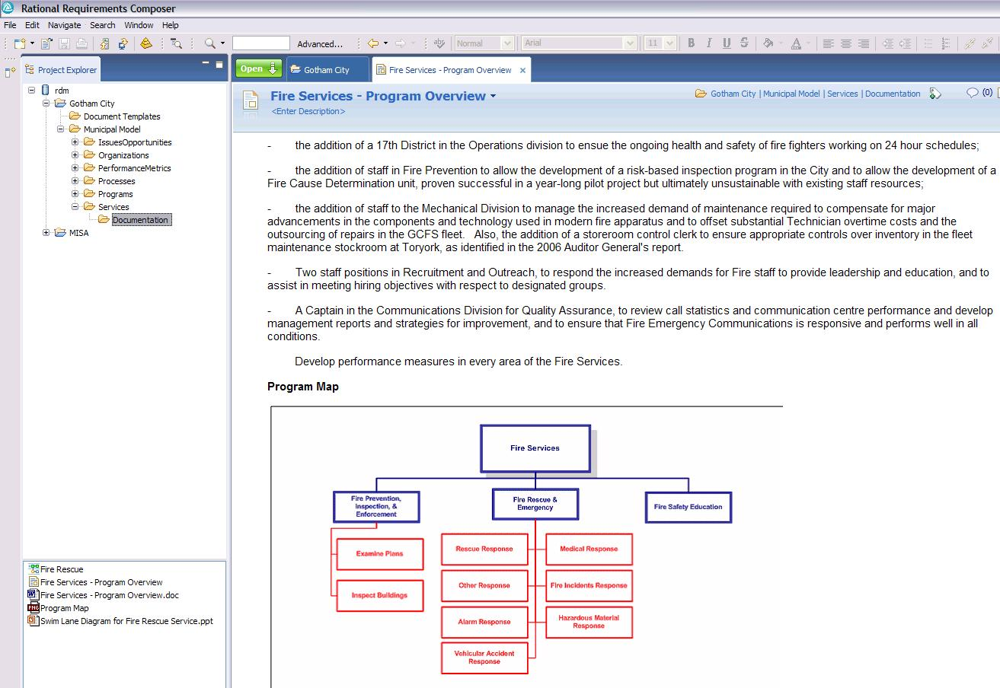 Rational Requirements Composer
File Edit Navigate Search Window Help
Advanced... Normal Arial 11 B I U S A
Project Explorer
Open Gotham City Fire Services - Program Overview
rdm
Gotham City
Document Templates
Municipal Model
IssuesOpportunities
Organizations
PerformanceMetrics
Processes
Programs
Services
Documentation
MISA
Fire Rescue
Fire Services - Program Overview
Fire Services - Program Overview.doc
Program Map
Swim Lane Diagram for Fire Rescue Service.ppt
Fire Services - Program Overview
Gotham City | Municipal Model | Services | Documentation (0)
<Enter Description>
- the addition of a 17th District in the Operations division to ensue the ongoing health and safety of fire fighters working on 24 hour schedules;
- the addition of staff in Fire Prevention to allow the development of a risk-based inspection program in the City and to allow the development of a
Fire Cause Determination unit, proven successful in a year-long pilot project but ultimately unsustainable with existing staff resources;
- the addition of staff to the Mechanical Division to manage the increased demand of maintenance required to compensate for major
advancements in the components and technology used in modern fire apparatus and to offset substantial Technician overtime costs and the
outsourcing of repairs in the GCFS fleet. Also, the addition of a storeroom control clerk to ensure appropriate controls over inventory in the fleet
maintenance stockroom at Toryork, as identified in the 2006 Auditor General's report.
- Two staff positions in Recruitment and Outreach, to respond the increased demands for Fire staff to provide leadership and education, and to
assist in meeting hiring objectives with respect to designated groups.
- A Captain in the Communications Division for Quality Assurance, to review call statistics and communication centre performance and develop
management reports and strategies for improvement, and to ensure that Fire Emergency Communications is responsive and performs well in all
conditions.
Develop performance measures in every area of the Fire Services.
Program Map
Fire Services
Fire Prevention,
Inspection, &
Enforcement
Fire Rescue &
Emergency
Fire Safety Education
Examine Plans
Inspect Buildings
Rescue Response
Medical Response
Other Response
Fire Incidents Response
Alarm Response
Hazardous Material
Response
Vehicular Accident
Response